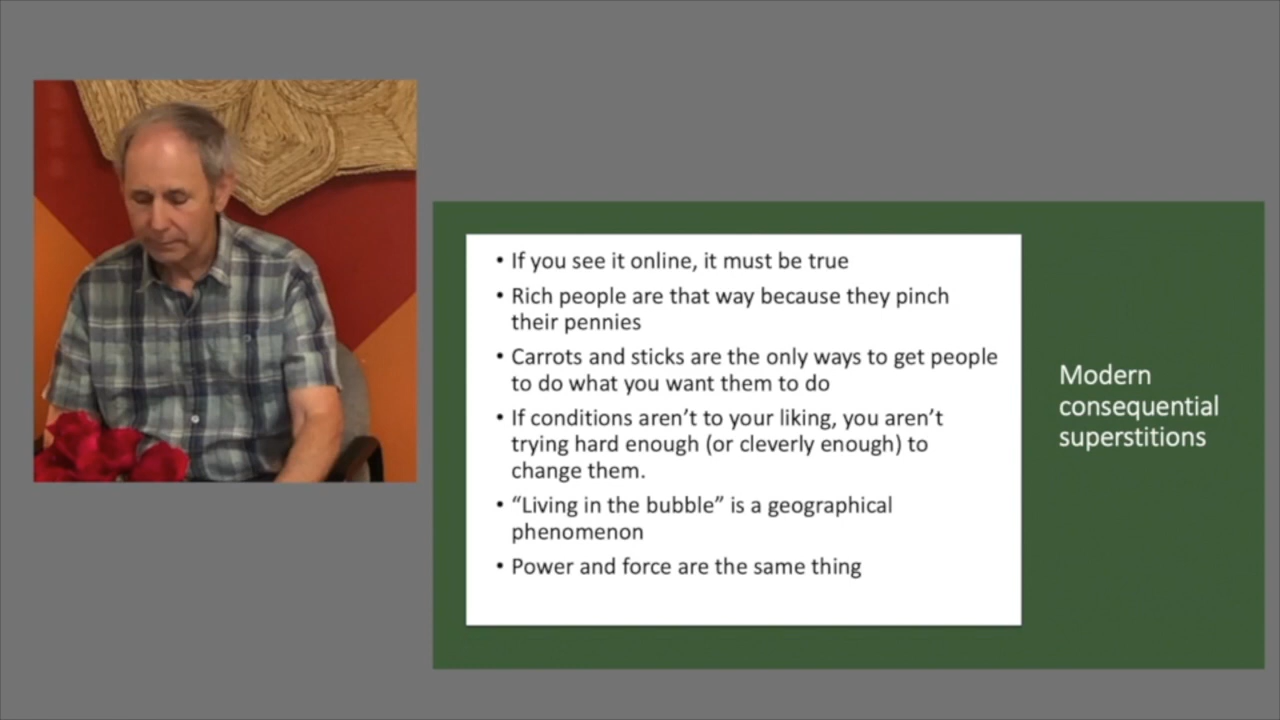 • If you see it online, it must be true
• Rich people are that way because they pinch
their pennies
• Carrots and sticks are the only ways to get people
to do what you want them to do
• If conditions aren’t to your liking, you aren’t
trying hard enough (or cleverly enough) to
change them.
• “Living in the bubble” is a geographical
phenomenon
• Power and force are the same thing
Modern
consequential
superstitions